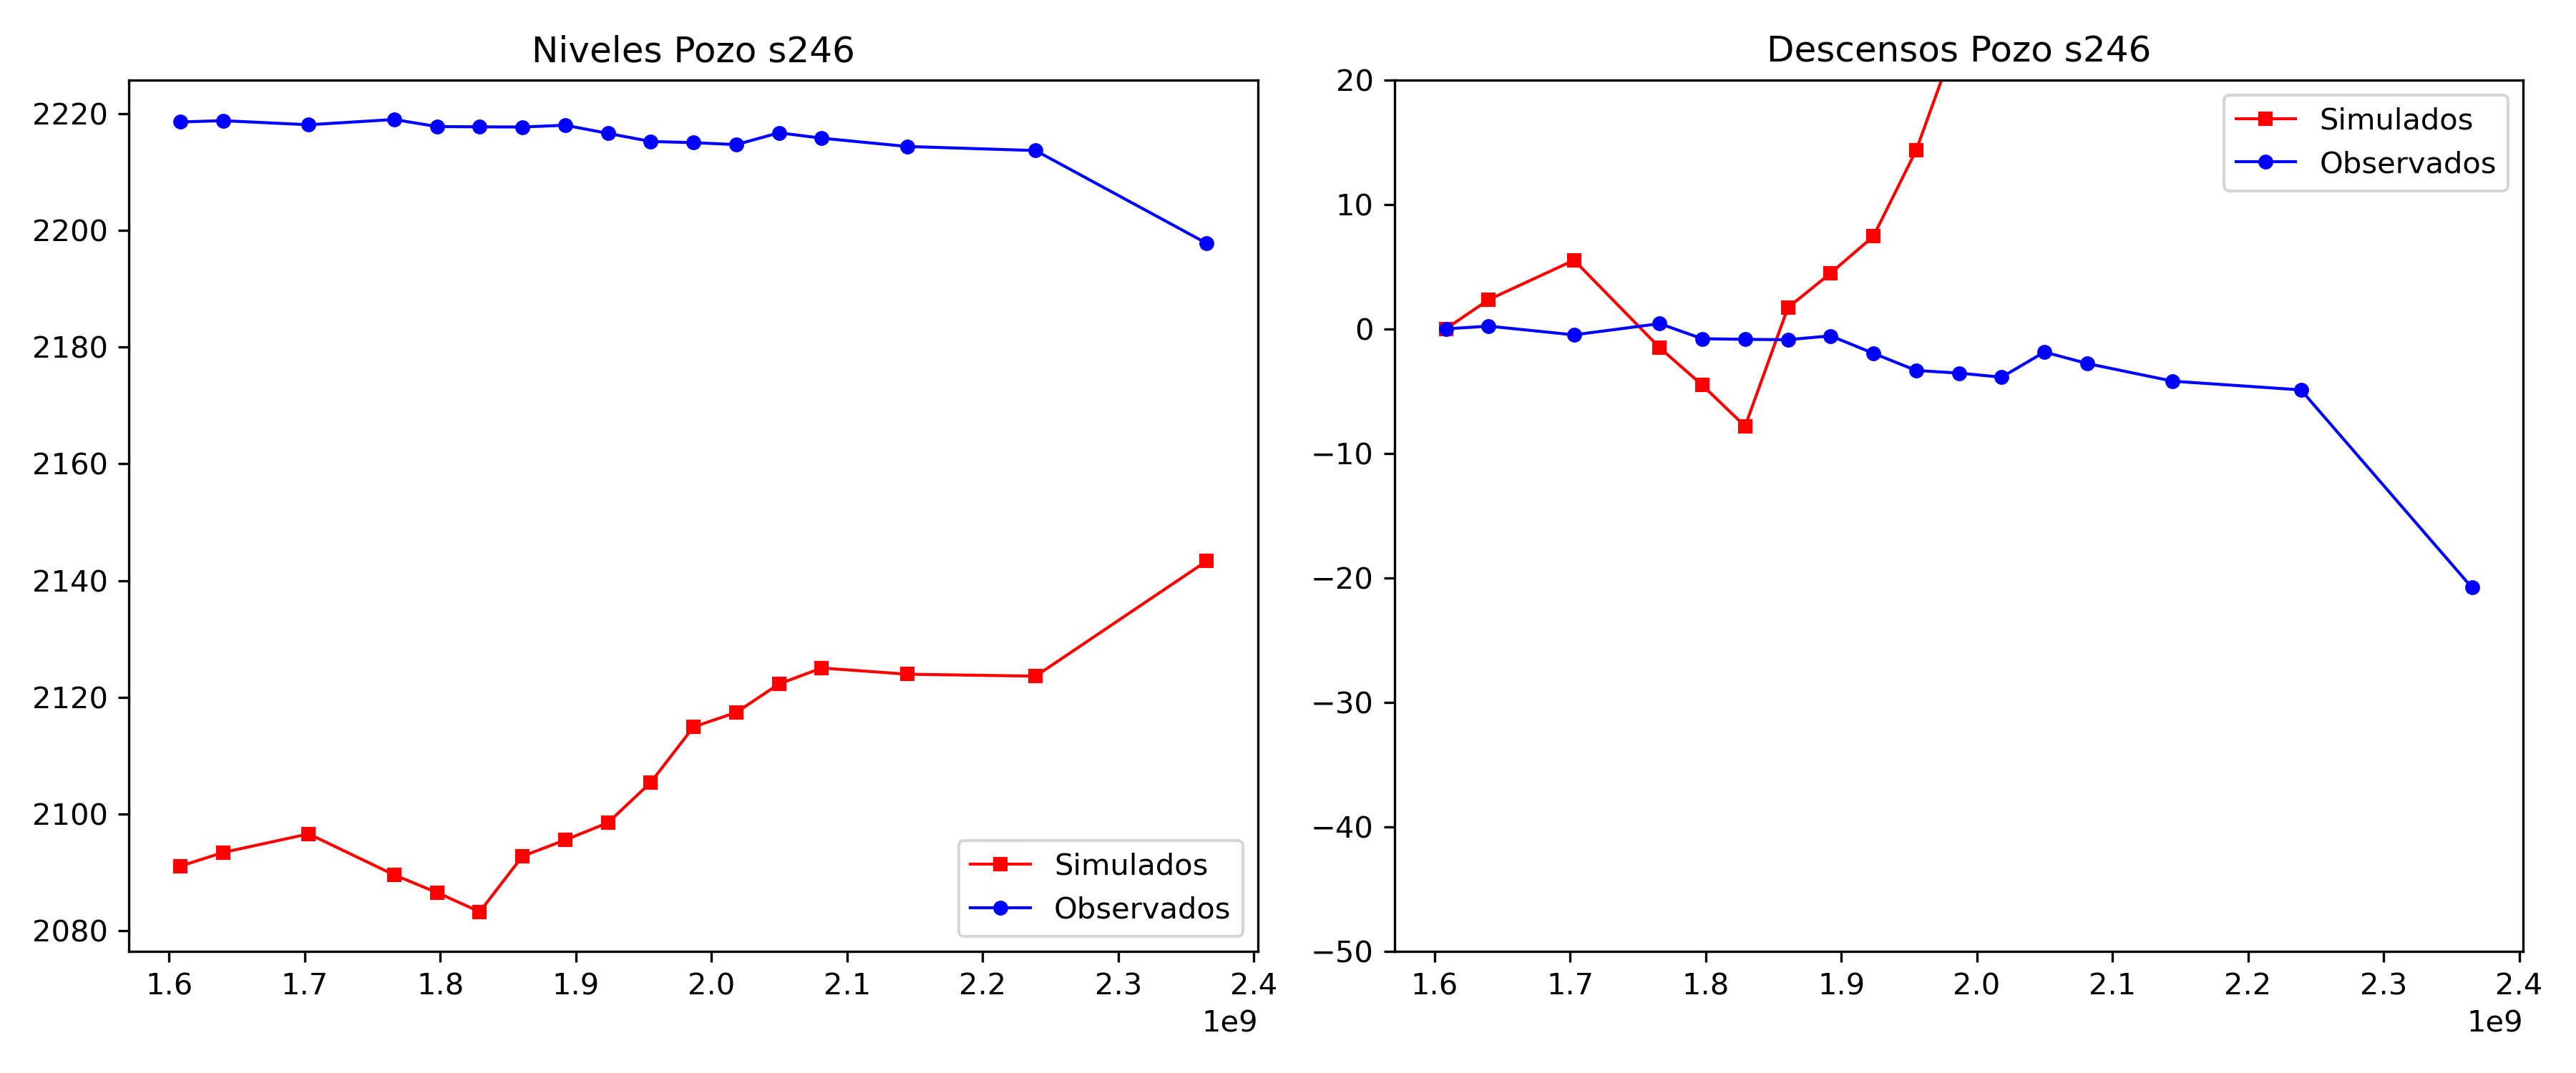 Niveles Pozo s246
2220
2200
2180
2160
2140
2120
2100
2080
1.6 1.7 1.8 1.9 2.0 2.1 2.2 2.3 2.4
1e9
Simulados
Observados
Descensos Pozo s246
20
10
0
−10
−20
−30
−40
−50
1.6 1.7 1.8 1.9 2.0 2.1 2.2 2.3 2.4
1e9
Simulados
Observados